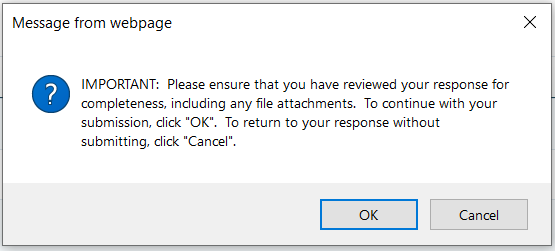 Message from webpage
IMPORTANT:  Please ensure that you have reviewed your response for
completeness, including any file attachments.  To continue with your
submission, click "OK".  To return to your response without
submitting, click "Cancel".
OK
Cancel